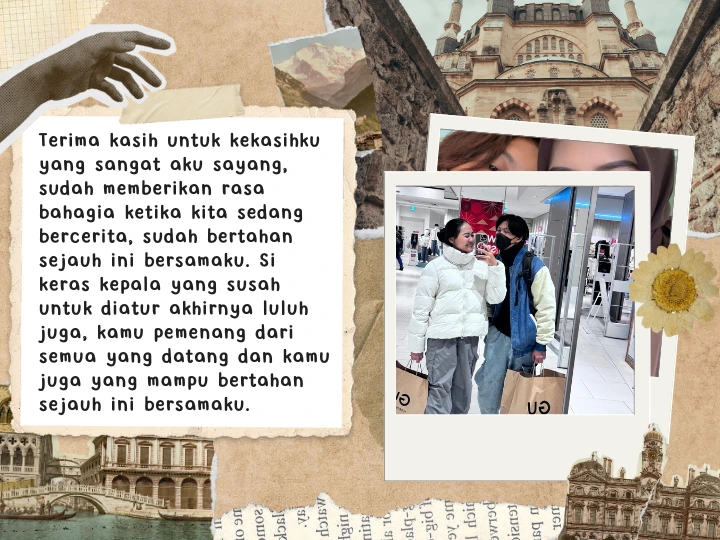 Terima kasih untuk kekasihku
yang sangat aku sayang,
sudah memberikan rasa
bahagia ketika kita sedang
bercerita, sudah bertahan
sejauh ini bersamaku. Si
keras kepala yang susah
untuk diatur akhirnya luluh
juga, kamu pemenang dari
semua yang datang dan kamu
juga yang mampu bertahan
sejauh ini bersamaku.
GU